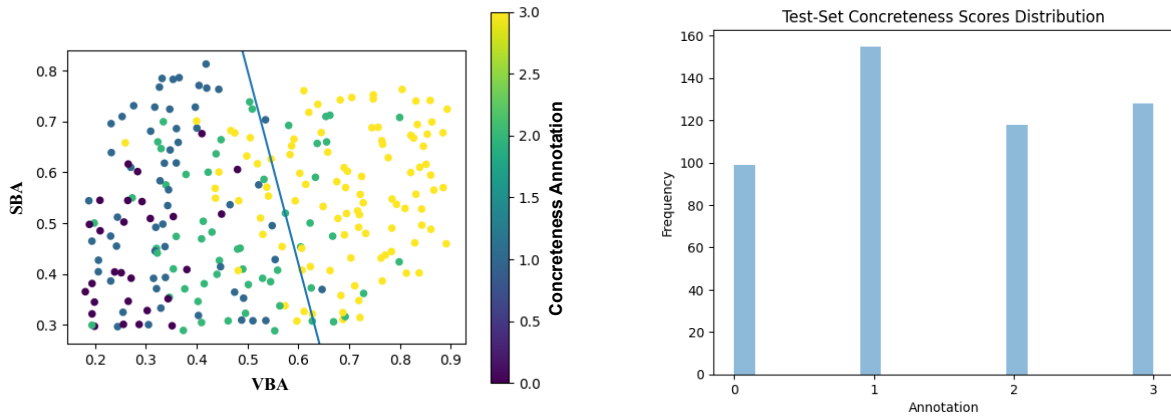 0.8
0.7
0.6
0.5
0.4
0.3
SBA
0.2 0.3 0.4 0.5 0.6 0.7 0.8 0.9
VBA
3.0
2.5
2.0
1.5
1.0
0.5
0.0
Concreteness Annotation
Test-Set Concreteness Scores Distribution
160
140
120
100
80
60
40
20
0
Frequency
0 1 2 3
Annotation